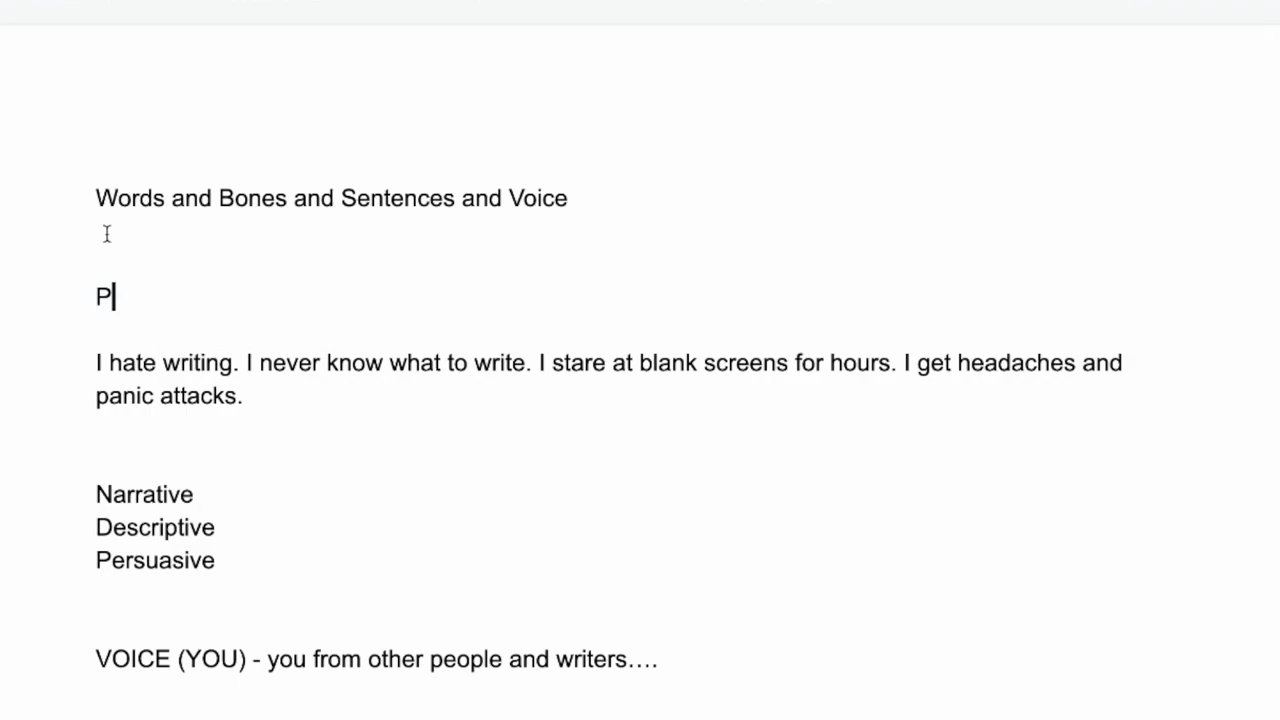 Words and Bones and Sentences and Voice
P
I hate writing. I never know what to write. I stare at blank screens for hours. I get headaches and
panic attacks.
Narrative
Descriptive
Persuasive
VOICE (YOU) - you from other people and writers….